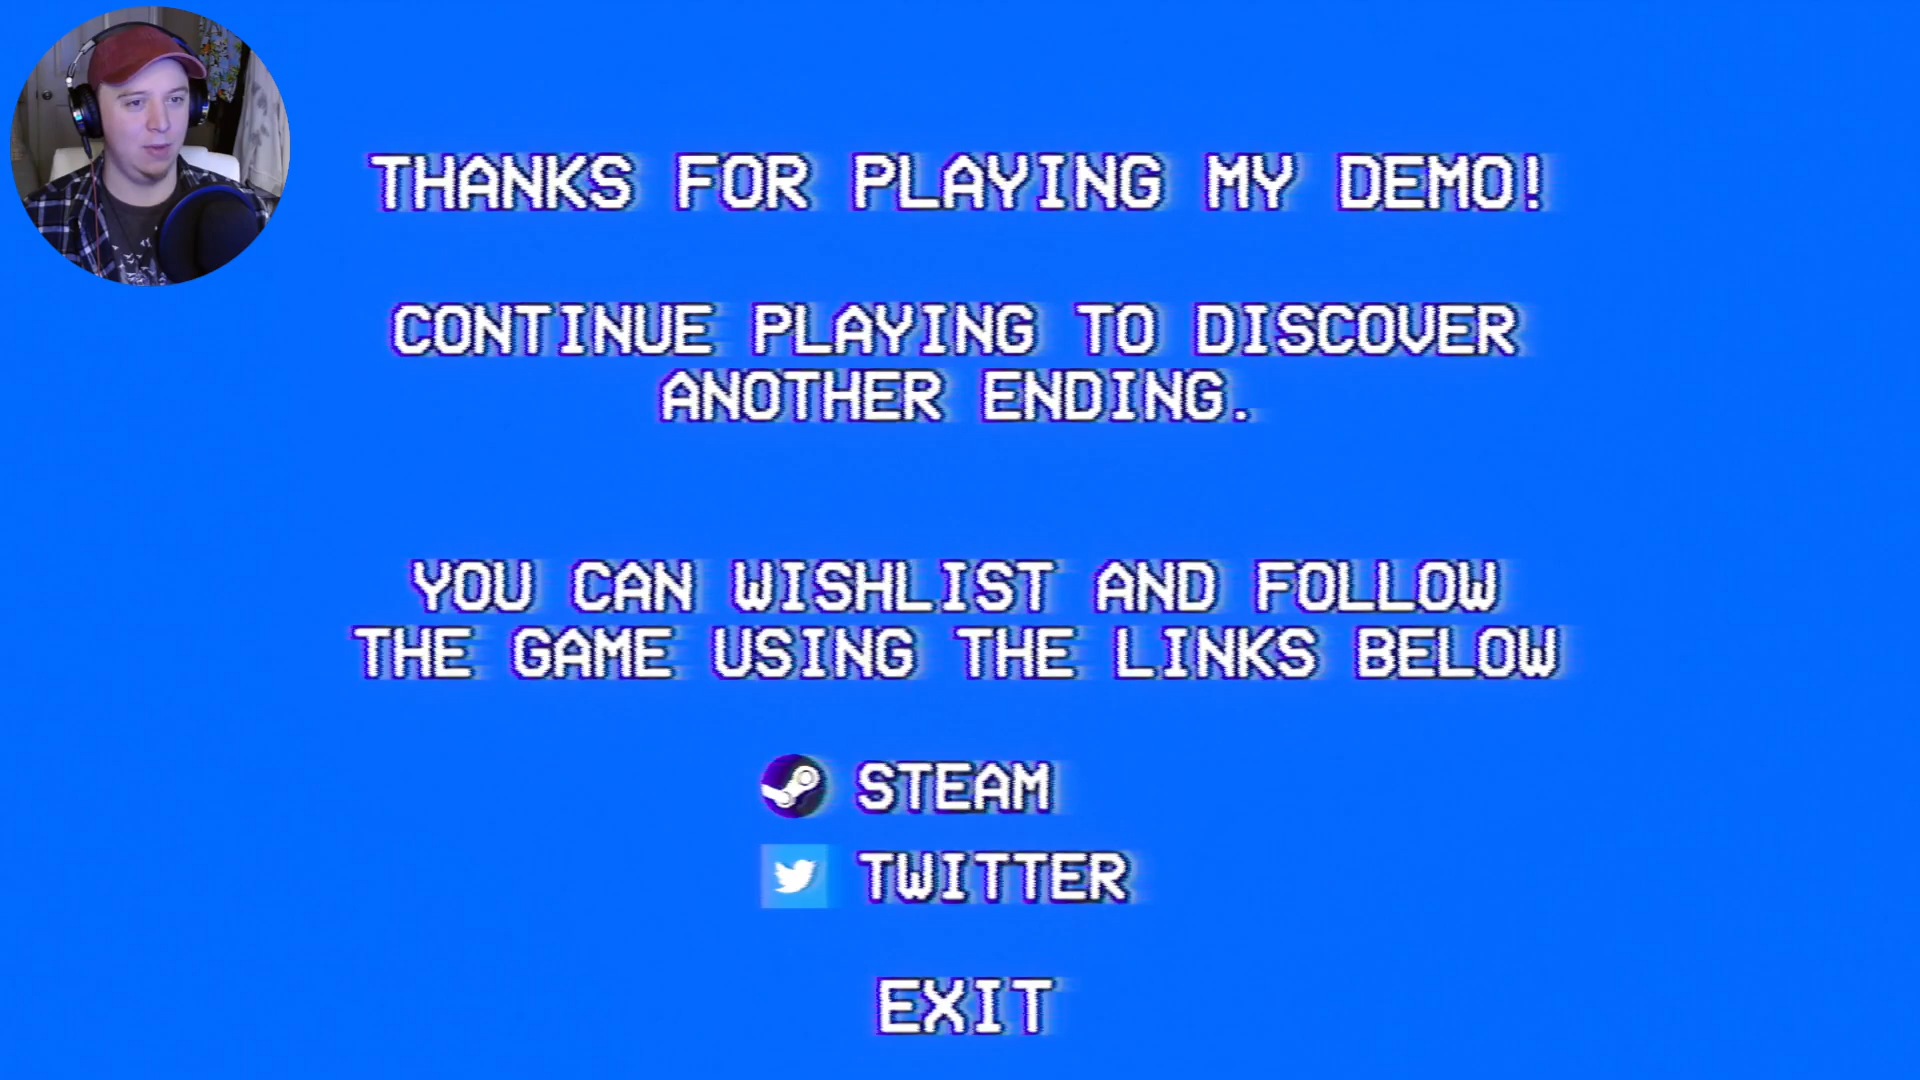 THANKS FOR PLAYING MY DEMO!
CONTINUE PLAYING TO DISCOVER
ANOTHER ENDING.
YOU CAN WISHLIST AND FOLLOW
THE GAME USING THE LINKS BELOW
STEAM
TWITTER
EXIT